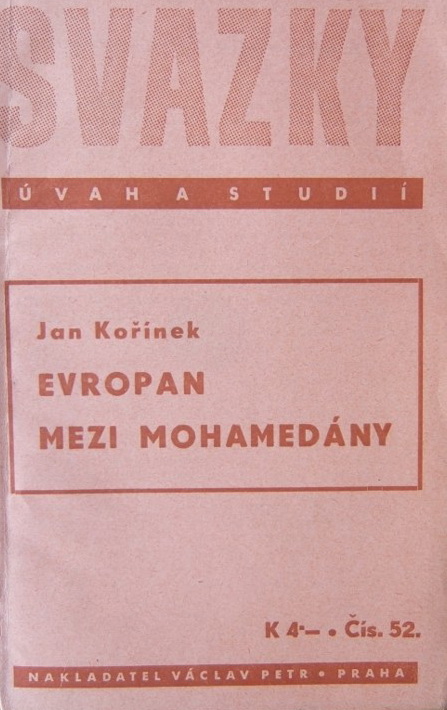 SVAZKY
ÚVAH A STUDIÍ
Jan Kořínek
EVROPAN
MEZI MOHAMEDÁNY
K 4·— • Čís. 52.
NAKLADATEL VÁCLAV PETR • PRAHA